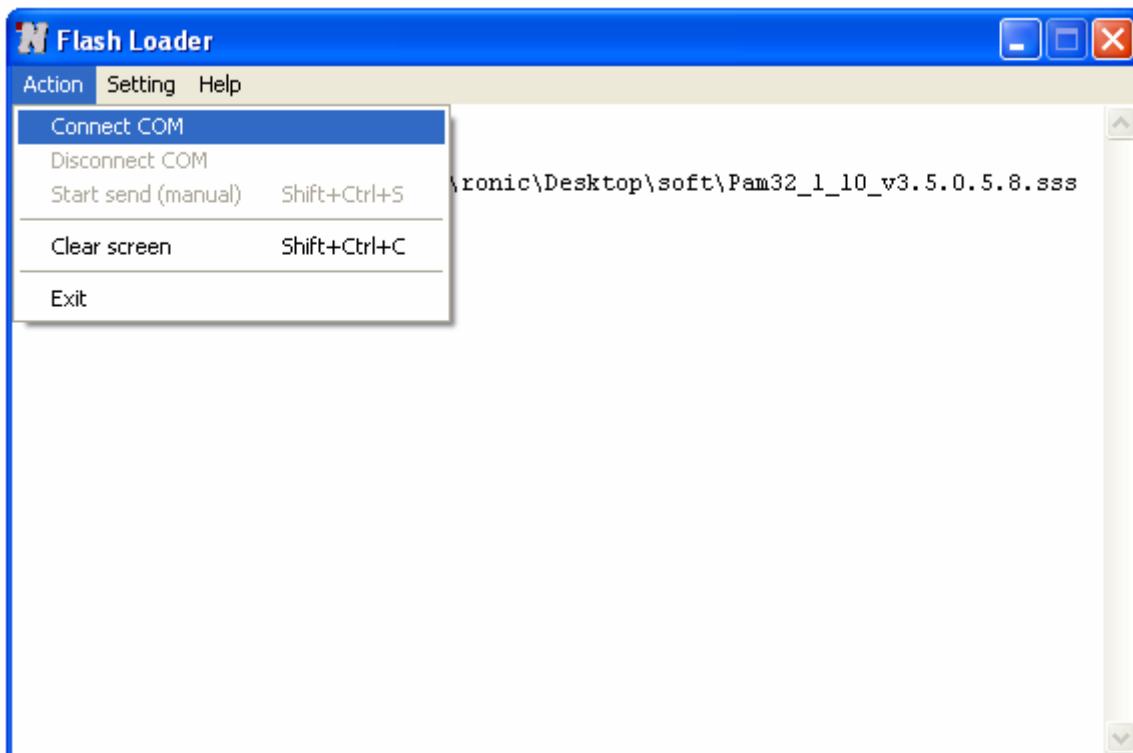 Flash Loader
Action Setting Help
Connect COM
Disconnect COM
\ronic\Desktop\soft\Pam32_1_10_v3.5.0.5.8.sss
Start send (manual) Shift+Ctrl+S
Clear screen Shift+Ctrl+C
Exit